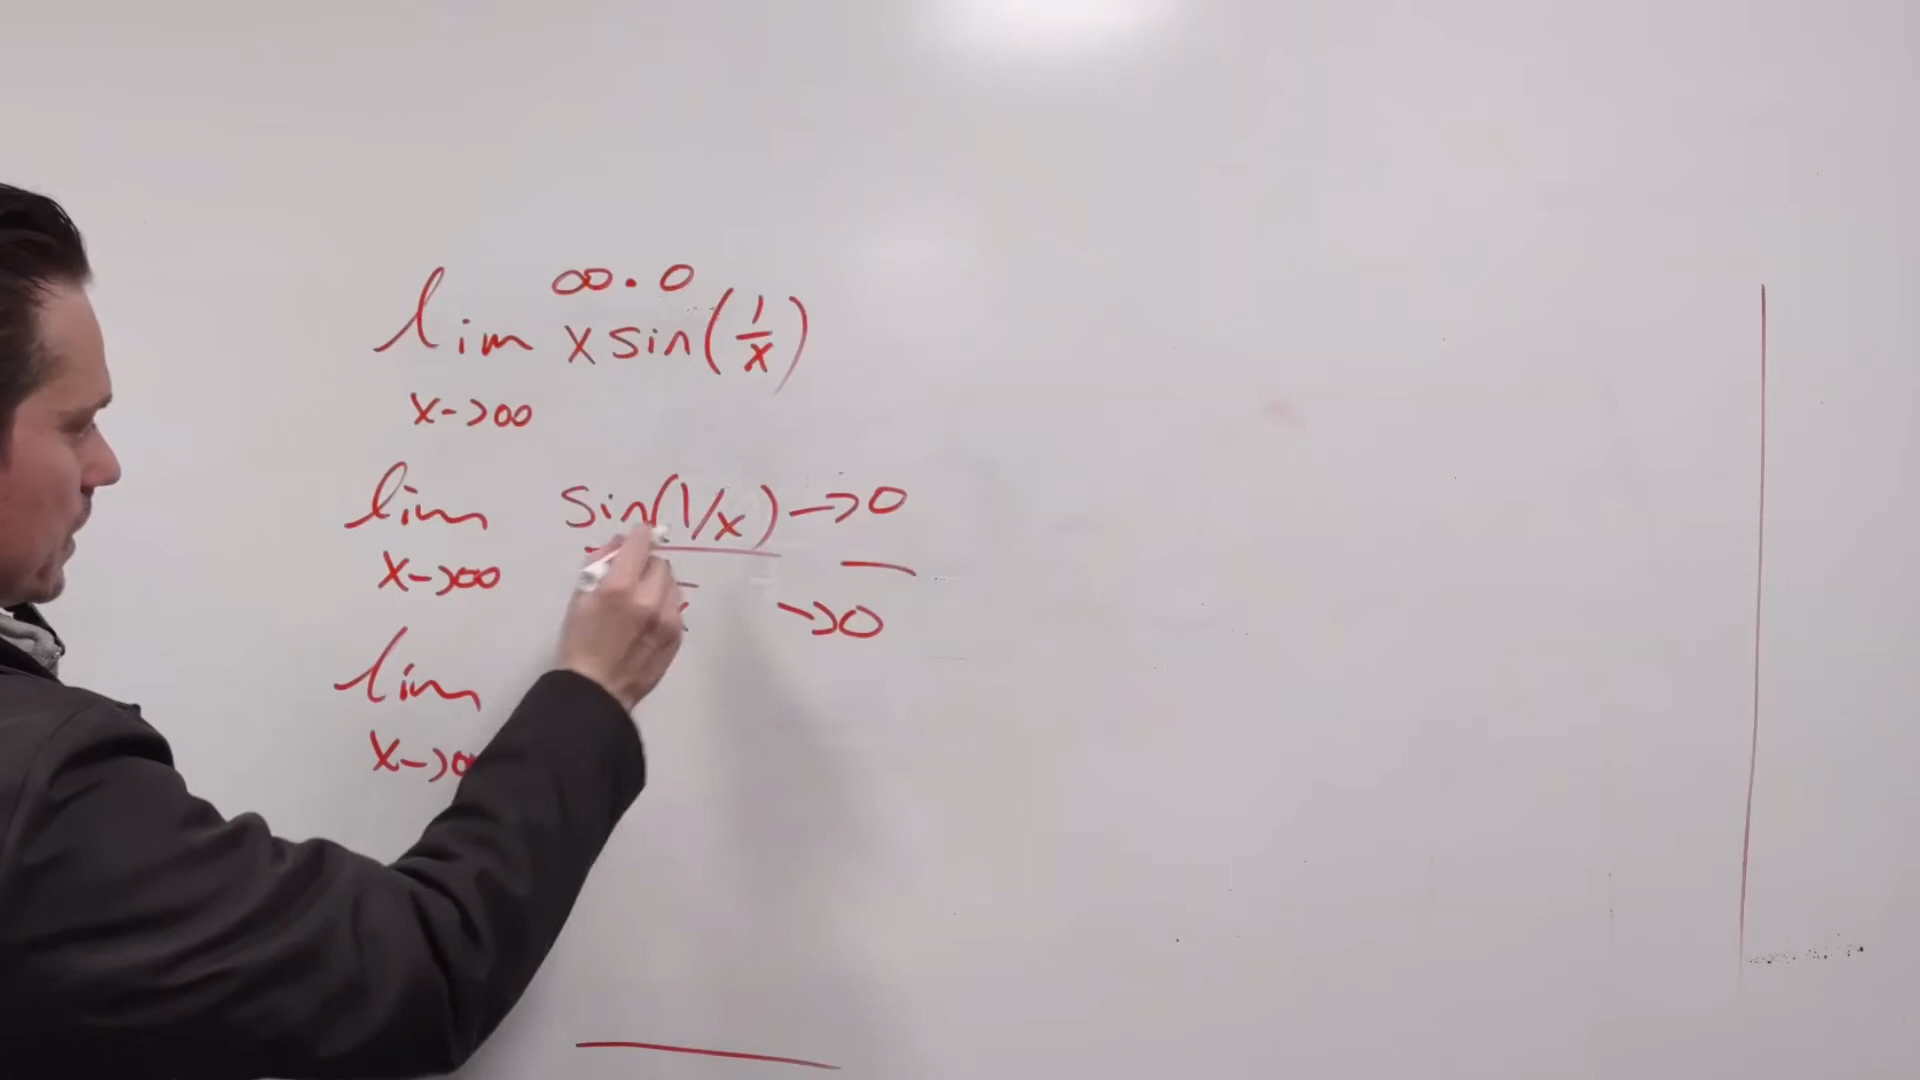 ∞ · 0
lim x sin(1/x)
x->∞
lim sin(1/x) ->0
x->∞ ->0
lim
x->